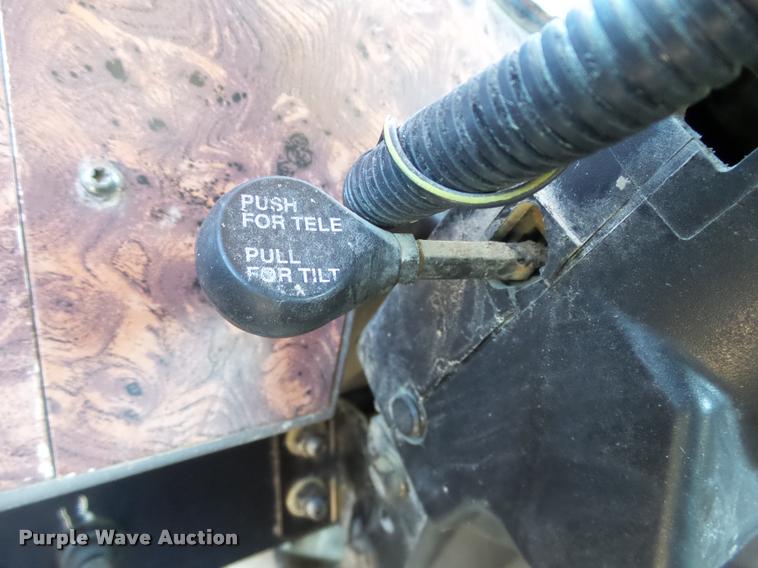 PUSH
FOR TELE
PULL
FOR TILT
Purple Wave Auction